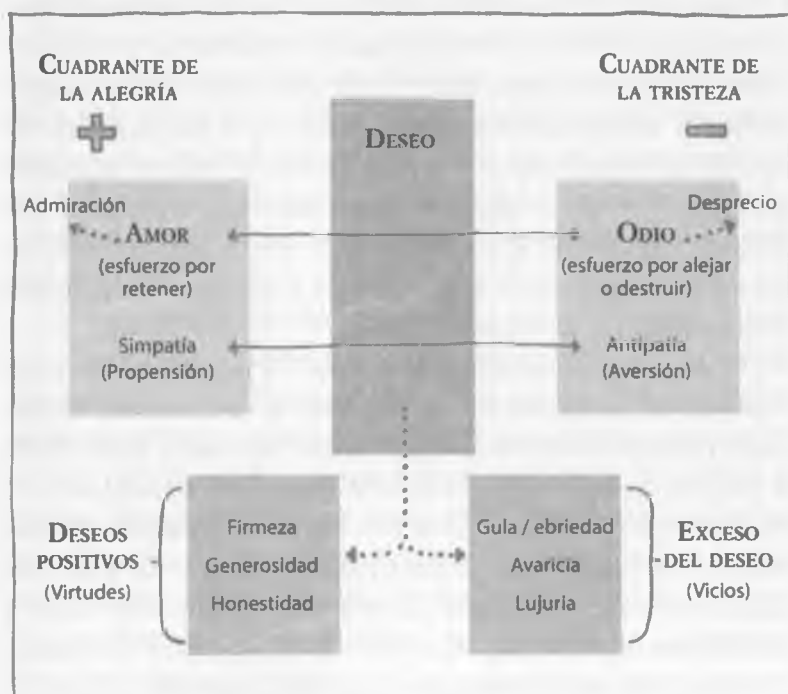 CUADRANTE DE
LA ALEGRÍA
CUADRANTE DE
LA TRISTEZA
DESEO
Admiración
AMOR
(esfuerzo por
retener)
Desprecio
ODIO
(esfuerzo por alejar
o destruir)
Simpatía
(Propensión)
Antipatía
(Aversión)
DESEOS
POSITIVOS
(Virtudes)
Firmeza
Generosidad
Honestidad
Gula / ebriedad
Avaricia
Lujuria
EXCESO
DEL DESEO
(Vicios)